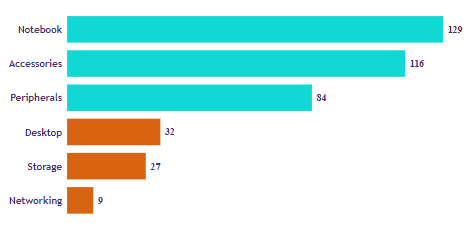 Notebook 129
Accessories 116
Peripherals 84
Desktop 32
Storage 27
Networking 9